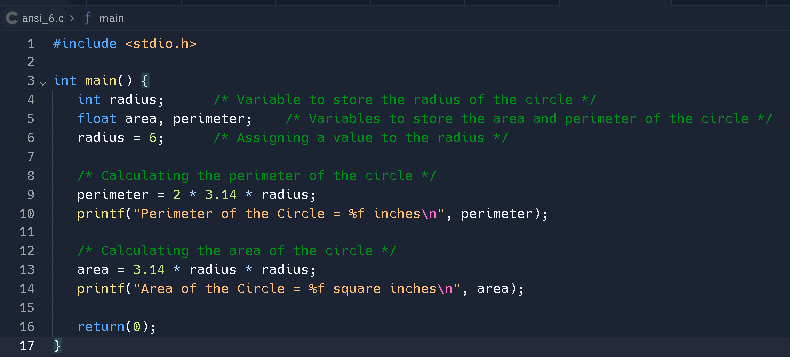 ansi_6.c > main
1 #include <stdio.h>
2
3 int main() {
4    int radius;      /* Variable to store the radius of the circle */
5    float area, perimeter;    /* Variables to store the area and perimeter of the circle */
6    radius = 6;      /* Assigning a value to the radius */
7
8    /* Calculating the perimeter of the circle */
9    perimeter = 2 * 3.14 * radius;
10    printf("Perimeter of the Circle = %f inches\n", perimeter);
11
12    /* Calculating the area of the circle */
13    area = 3.14 * radius * radius;
14    printf("Area of the Circle = %f square inches\n", area);
15
16    return(0);
17 }